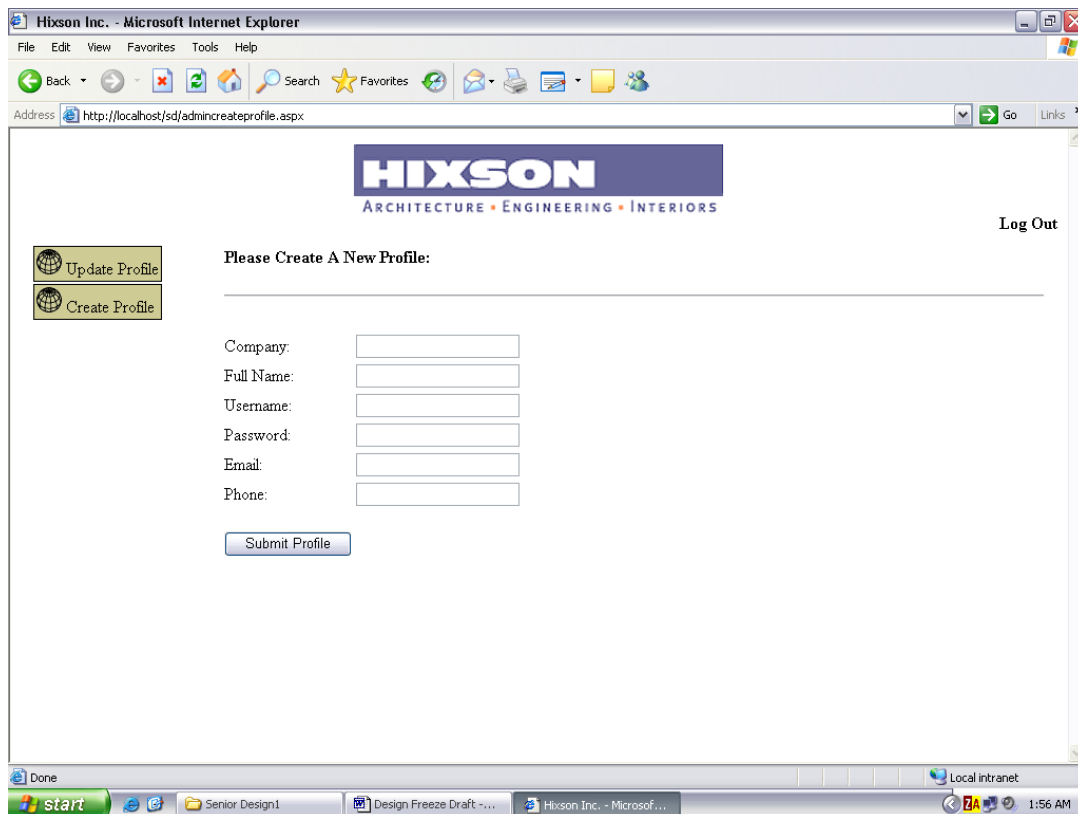 Hixson Inc. - Microsoft Internet Explorer
File Edit View Favorites Tools Help
Back Search Favorites
Address http://localhost/sd/admincreateprofile.aspx Go Links
HIXSON
ARCHITECTURE ▪ ENGINEERING ▪ INTERIORS
Log Out
Update Profile
Create Profile
Please Create A New Profile:
Company:
Full Name:
Username:
Password:
Email:
Phone:
Submit Profile
Done Local intranet
start Senior Design1 Design Freeze Draft -... Hixson Inc. - Microsof... ZA 1:56 AM